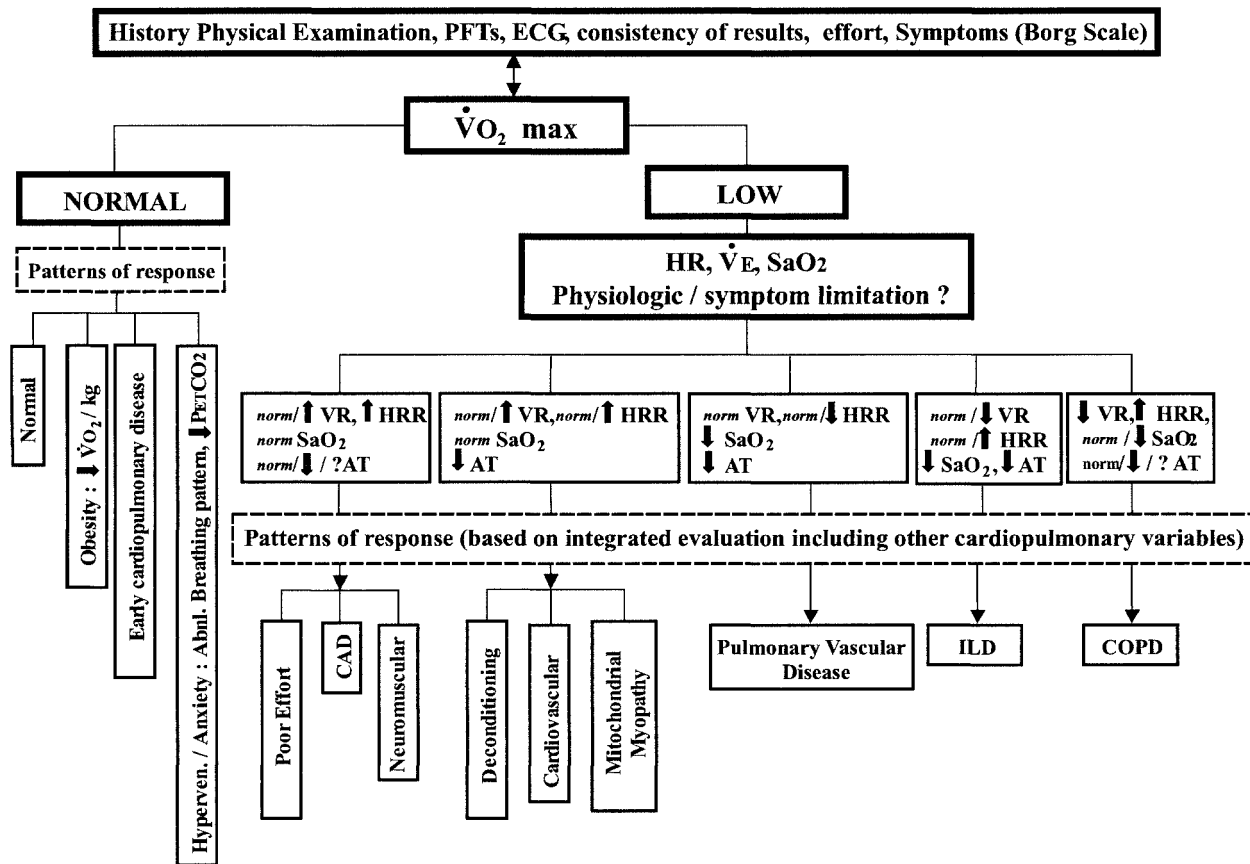 History Physical Examination, PFTs, ECG, consistency of results, effort, Symptoms (Borg Scale)
V̇O₂ max
NORMAL
LOW
Patterns of response
HR, V̇E, SaO₂
Physiologic / symptom limitation ?
Normal
Obesity : ⬇ V̇O₂ / kg
Early cardiopulmonary disease
Hyperven. / Anxiety : Abnl. Breathing pattern, ⬇PETCO2
norm/⬆ VR, ⬆ HRR
norm SaO₂
norm/⬇ / ?AT
norm/⬆ VR, norm/⬆ HRR
norm SaO₂
⬇ AT
norm VR, norm/⬇ HRR
⬇ SaO₂
⬇ AT
norm/⬇ VR
norm/⬆ HRR
⬇ SaO₂, ⬇ AT
⬇ VR, ⬆ HRR,
norm /⬇ SaO₂
norm/⬇ / ? AT
Patterns of response (based on integrated evaluation including other cardiopulmonary variables)
Poor Effort
CAD
Neuromuscular
Deconditioning
Cardiovascular
Mitochondrial
Myopathy
Pulmonary Vascular
Disease
ILD
COPD